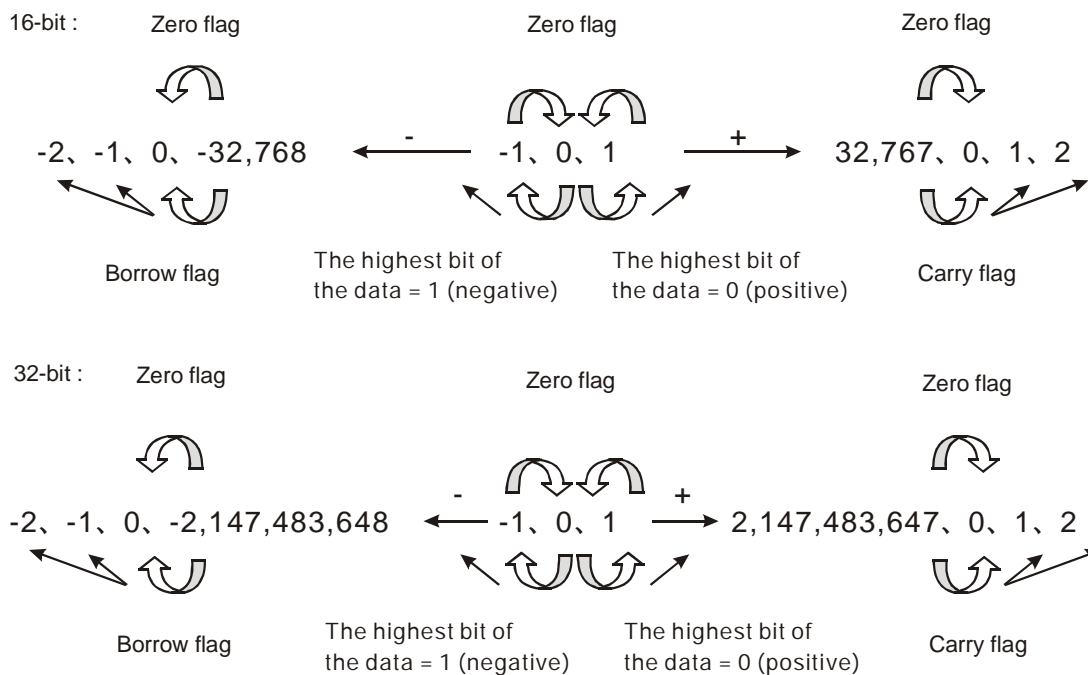 16-bit : Zero flag Zero flag Zero flag
-2、-1、0、-32,768 - -1、0、1 + 32,767、0、1、2
Borrow flag The highest bit of The highest bit of Carry flag
the data = 1 (negative) the data = 0 (positive)
32-bit : Zero flag Zero flag Zero flag
-2、-1、0、-2,147,483,648 - -1、0、1 + 2,147,483,647、0、1、2
Borrow flag The highest bit of The highest bit of Carry flag
the data = 1 (negative) the data = 0 (positive)